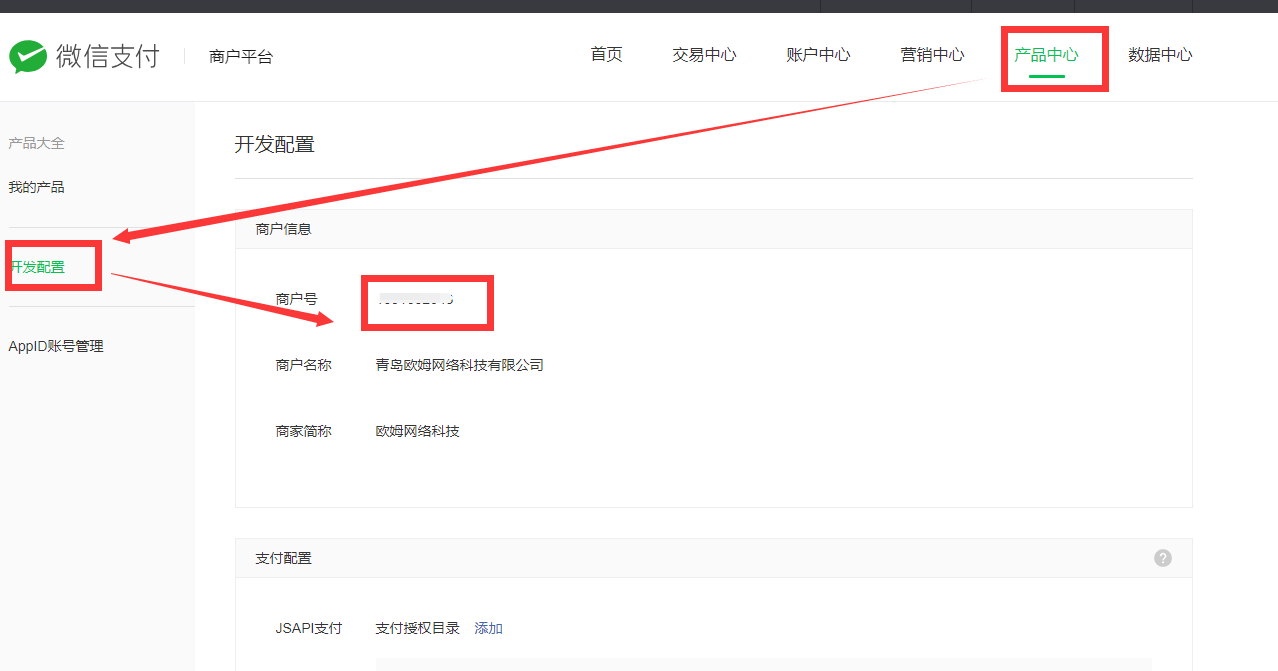 微信支付 商户平台 首页 交易中心 账户中心 营销中心 产品中心 数据中心
产品大全
我的产品
开发配置
AppID账号管理
开发配置
商户信息
商户号
商户名称 青岛欧姆网络科技有限公司
商家简称 欧姆网络科技
支付配置 ?
JSAPI支付 支付授权目录 添加